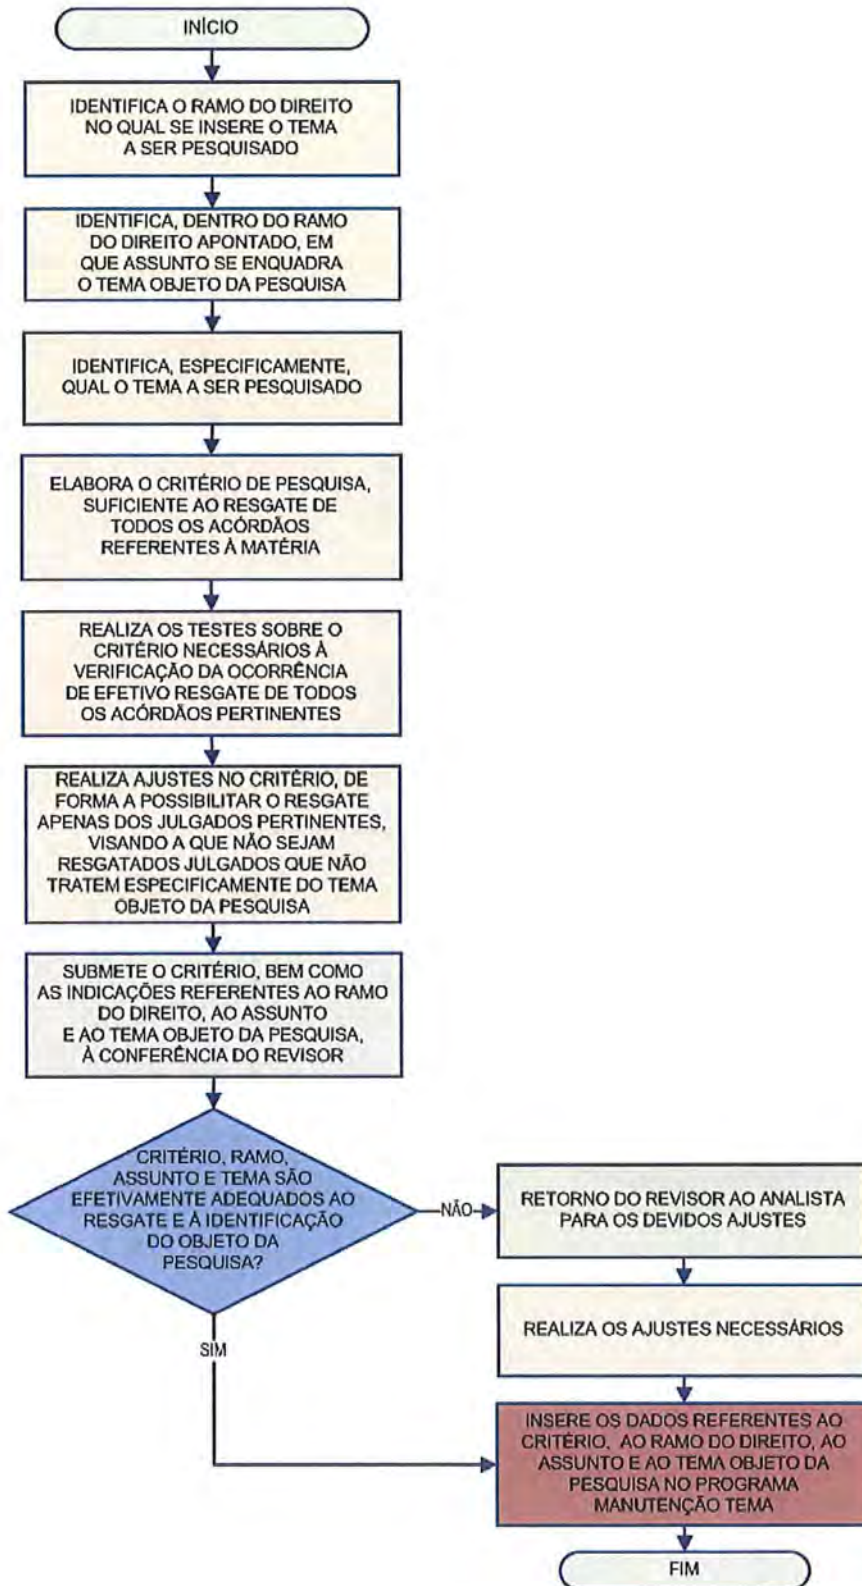 INÍCIO
IDENTIFICA O RAMO DO DIREITO
NO QUAL SE INSERE O TEMA
A SER PESQUISADO
IDENTIFICA, DENTRO DO RAMO
DO DIREITO APONTADO, EM
QUE ASSUNTO SE ENQUADRA
O TEMA OBJETO DA PESQUISA
IDENTIFICA, ESPECIFICAMENTE,
QUAL O TEMA A SER PESQUISADO
ELABORA O CRITÉRIO DE PESQUISA,
SUFICIENTE AO RESGATE DE
TODOS OS ACÓRDÃOS
REFERENTES À MATÉRIA
REALIZA OS TESTES SOBRE O
CRITÉRIO NECESSÁRIOS À
VERIFICAÇÃO DA OCORRÊNCIA
DE EFETIVO RESGATE DE TODOS
OS ACÓRDÃOS PERTINENTES
REALIZA AJUSTES NO CRITÉRIO, DE
FORMA A POSSIBILITAR O RESGATE
APENAS DOS JULGADOS PERTINENTES,
VISANDO A QUE NÃO SEJAM
RESGATADOS JULGADOS QUE NÃO
TRATEM ESPECIFICAMENTE DO TEMA
OBJETO DA PESQUISA
SUBMETE O CRITÉRIO, BEM COMO
AS INDICAÇÕES REFERENTES AO RAMO
DO DIREITO, AO ASSUNTO
E AO TEMA OBJETO DA PESQUISA,
À CONFERÊNCIA DO REVISOR
CRITÉRIO, RAMO,
ASSUNTO E TEMA SÃO
EFETIVAMENTE ADEQUADOS AO
RESGATE E À IDENTIFICAÇÃO
DO OBJETO DA
PESQUISA?
NÃO
RETORNO DO REVISOR AO ANALISTA
PARA OS DEVIDOS AJUSTES
REALIZA OS AJUSTES NECESSÁRIOS
SIM
INSERE OS DADOS REFERENTES AO
CRITÉRIO, AO RAMO DO DIREITO, AO
ASSUNTO E AO TEMA OBJETO DA
PESQUISA NO PROGRAMA
MANUTENÇÃO TEMA
FIM